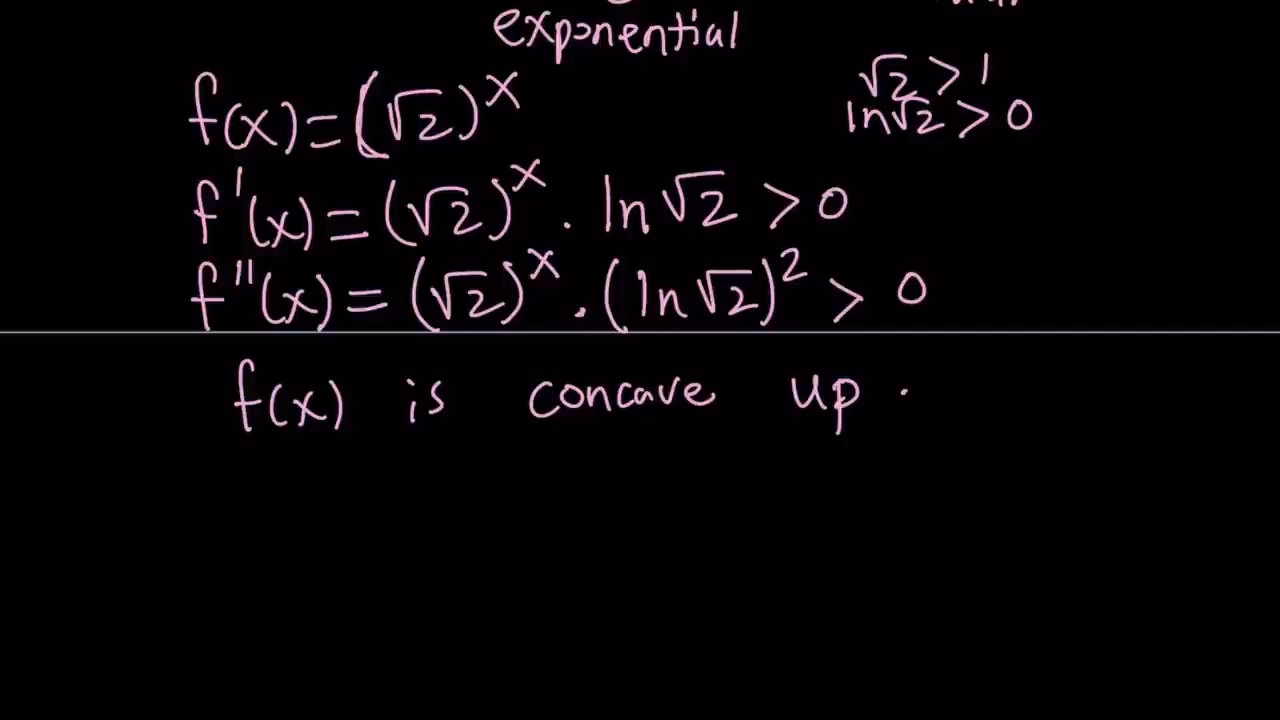 exponential
f(x) = (√2)^x
√2 > 1
ln√2 > 0
f'(x) = (√2)^x · ln √2 > 0
f''(x) = (√2)^x · (ln √2)^2 > 0
f(x) is concave up .